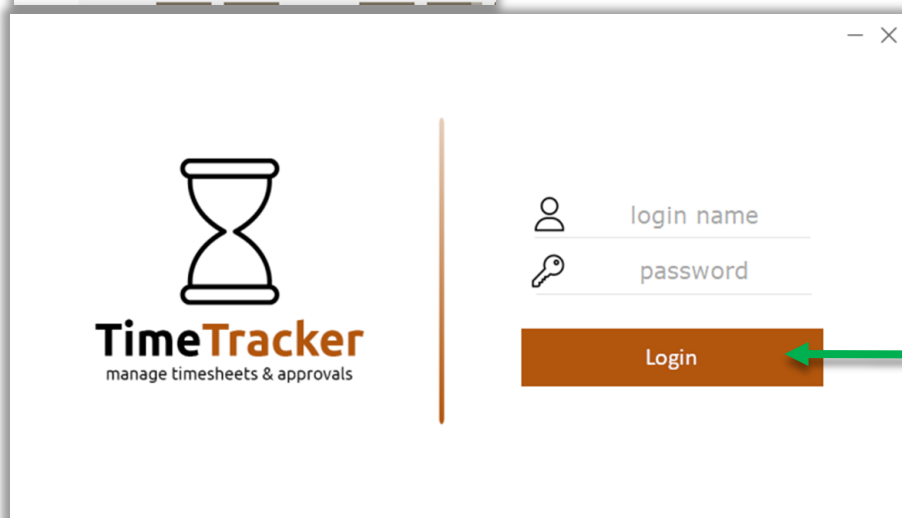 TimeTracker
manage timesheets & approvals
login name
password
Login